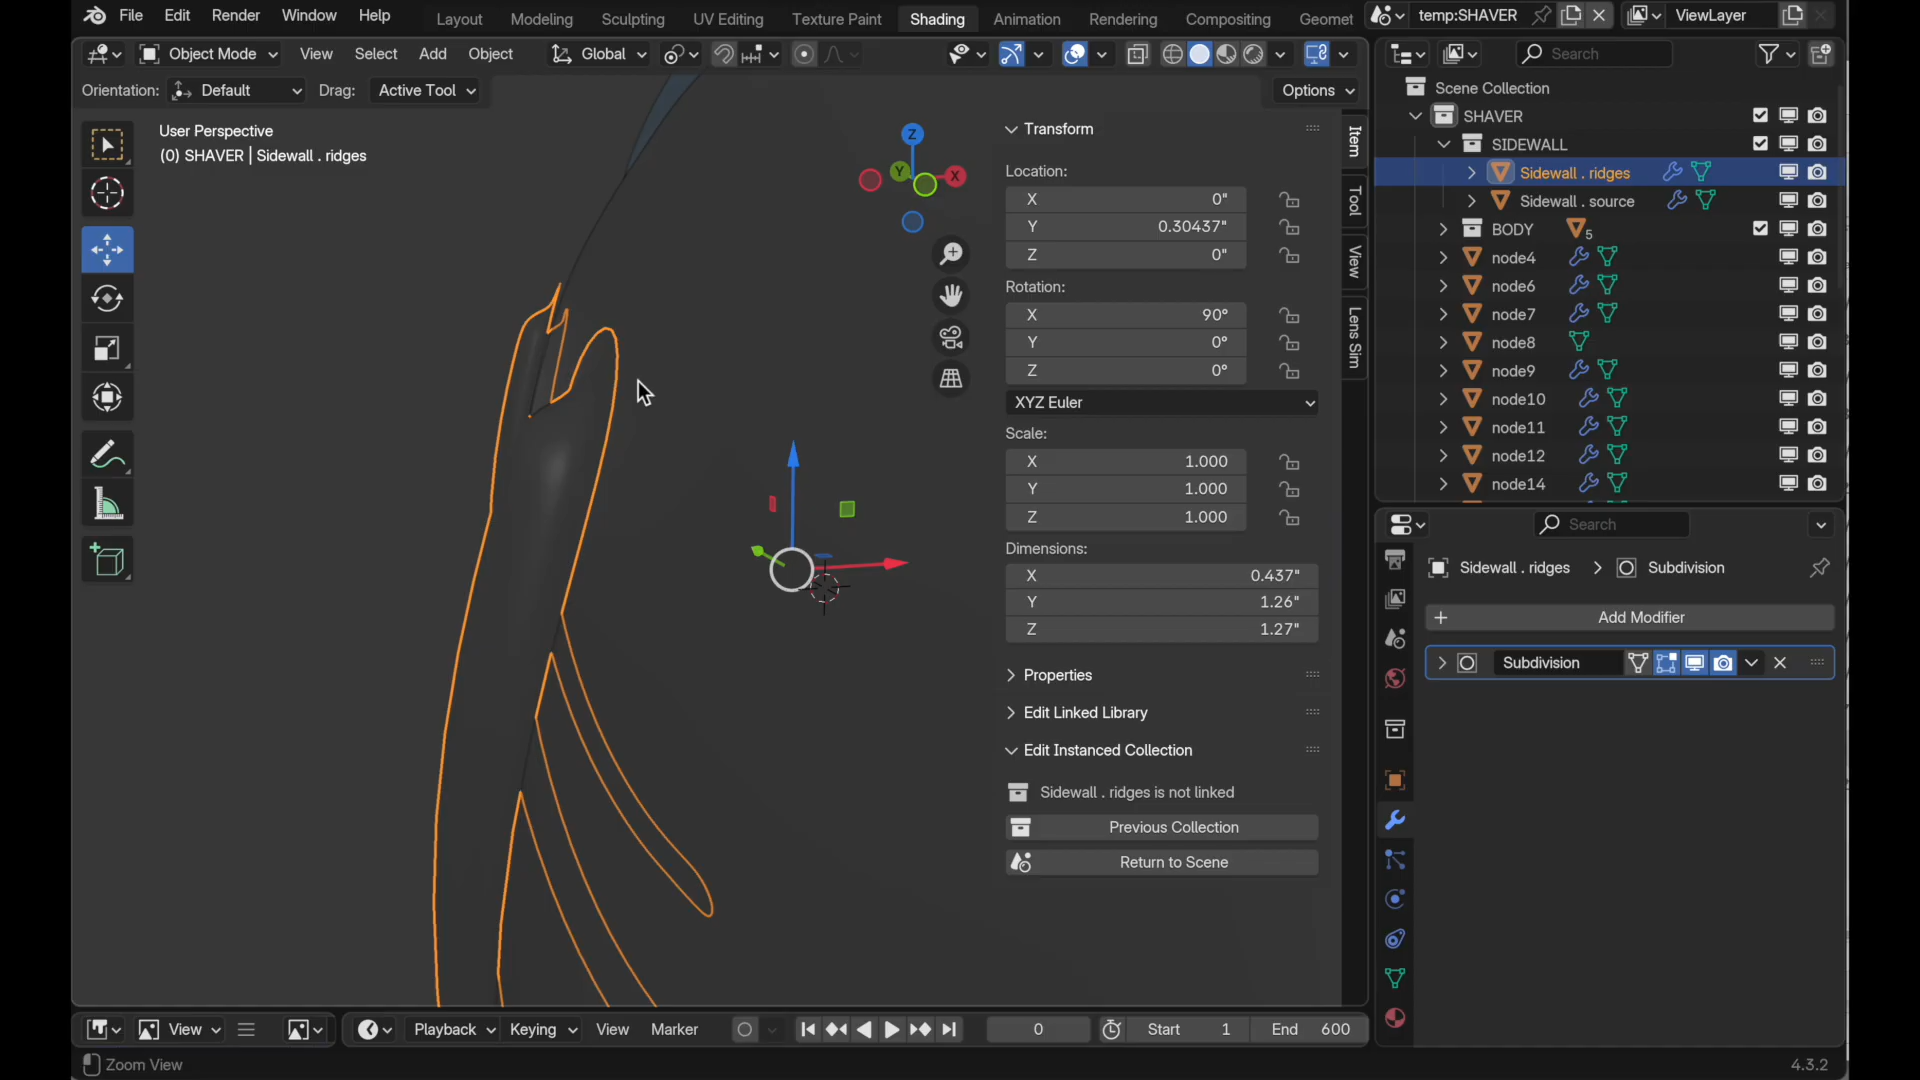 File Edit Render Window Help Layout Modeling Sculpting UV Editing Texture Paint Shading Animation Rendering Compositing Geomet temp:SHAVER ViewLayer
Object Mode View Select Add Object Global Search
Orientation: Default Drag: Active Tool Options
User Perspective
(0) SHAVER | Sidewall . ridges
Z
Y
X
Item
Tool
View
Lens Sim
Transform
Location:
X 0"
Y 0.30437"
Z 0"
Rotation:
X 90°
Y 0°
Z 0°
XYZ Euler
Scale:
X 1.000
Y 1.000
Z 1.000
Dimensions:
X 0.437"
Y 1.26"
Z 1.27"
Properties
Edit Linked Library
Edit Instanced Collection
Sidewall . ridges is not linked
Previous Collection
Return to Scene
Scene Collection
SHAVER
SIDEWALL
Sidewall . ridges
Sidewall . source
BODY 5
node4
node6
node7
node8
node9
node10
node11
node12
node14
Search
Sidewall . ridges Subdivision
Add Modifier
Subdivision
View Playback Keying View Marker 0 Start 1 End 600
Zoom View 4.3.2